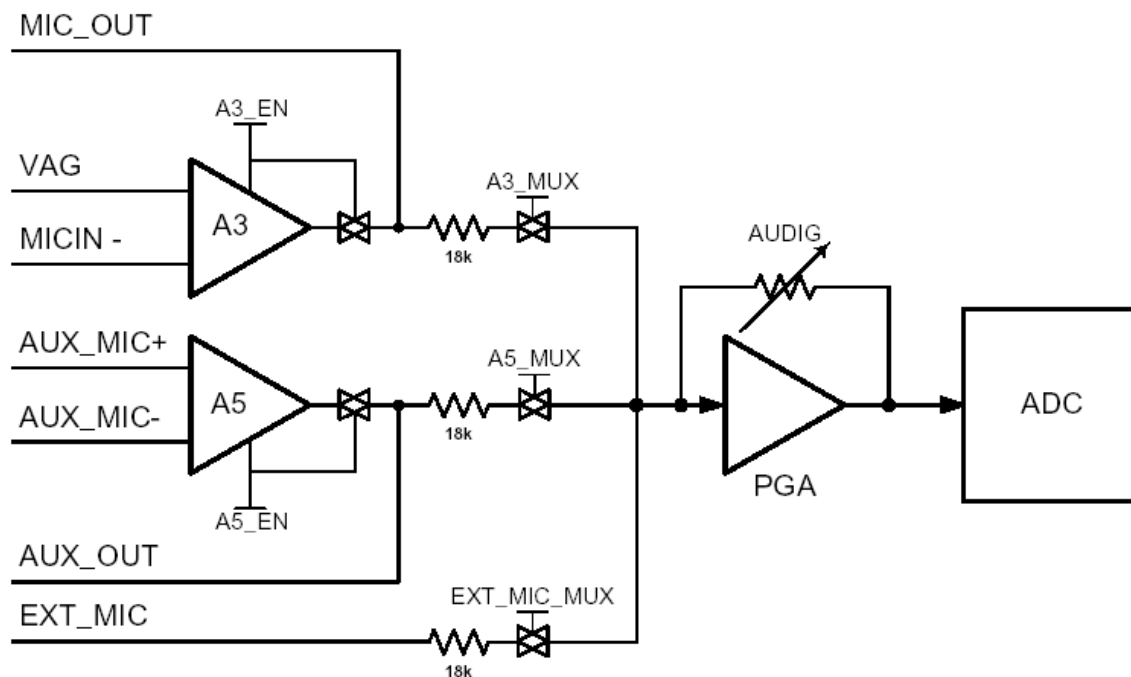 MIC_OUT
A3_EN
VAG
A3_MUX
A3
MICIN -
18k
AUDIG
AUX_MIC+
A5_MUX
A5
ADC
AUX_MIC-
18k
PGA
A5_EN
AUX_OUT
EXT_MIC
EXT_MIC_MUX
18k